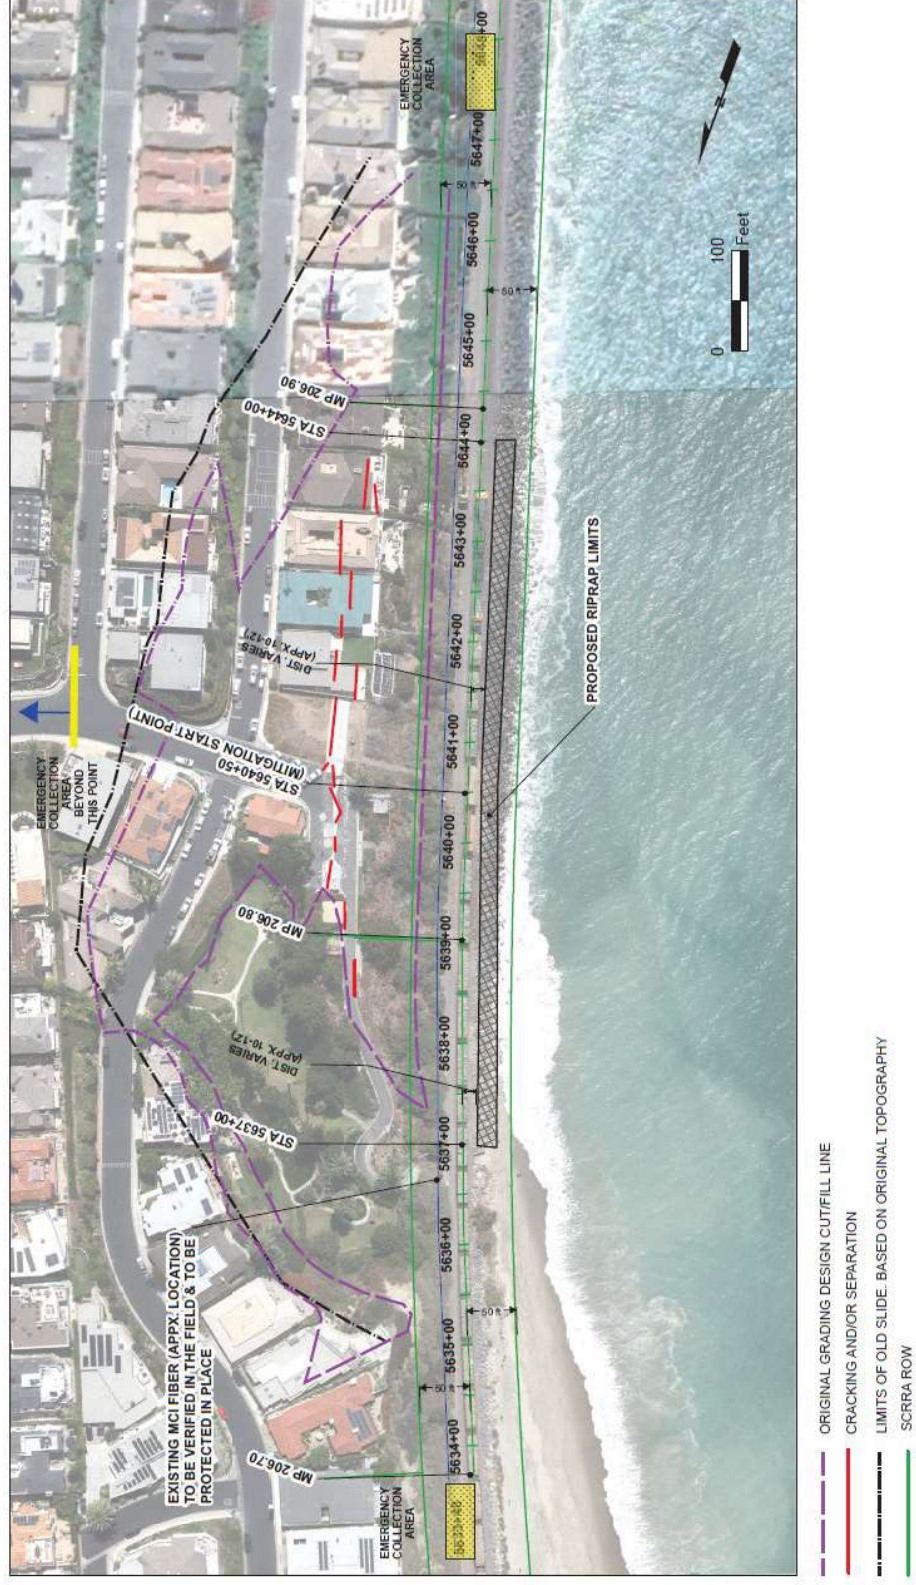 EMERGENCY
COLLECTION
AREA
MP 206.70
EXISTING MCI FIBER (APPX. LOCATION)
TO BE VERIFIED IN THE FIELD & TO BE
PROTECTED IN PLACE
STA 5637+00
DIST. VARIES
(APPX. 10-12')
MP 206.80
EMERGENCY
COLLECTION
AREA
BEYOND
THIS POINT
STA 5640+50
(MITIGATION START POINT)
DIST. VARIES
(APPX. 10-12')
STA 5644+00
MP 206.90
EMERGENCY
COLLECTION
AREA
5634+00
5635+00
5636+00
5637+00
5638+00
5639+00
5640+00
5641+00
5642+00
5643+00
5644+00
5645+00
5646+00
5647+00
5648+00
50 ft
50 ft
50 ft
50 ft
PROPOSED RIPRAP LIMITS
N
0
100
Feet
ORIGINAL GRADING DESIGN CUT/FILL LINE
CRACKING AND/OR SEPARATION
LIMITS OF OLD SLIDE. BASED ON ORIGINAL TOPOGRAPHY
SCRRA ROW